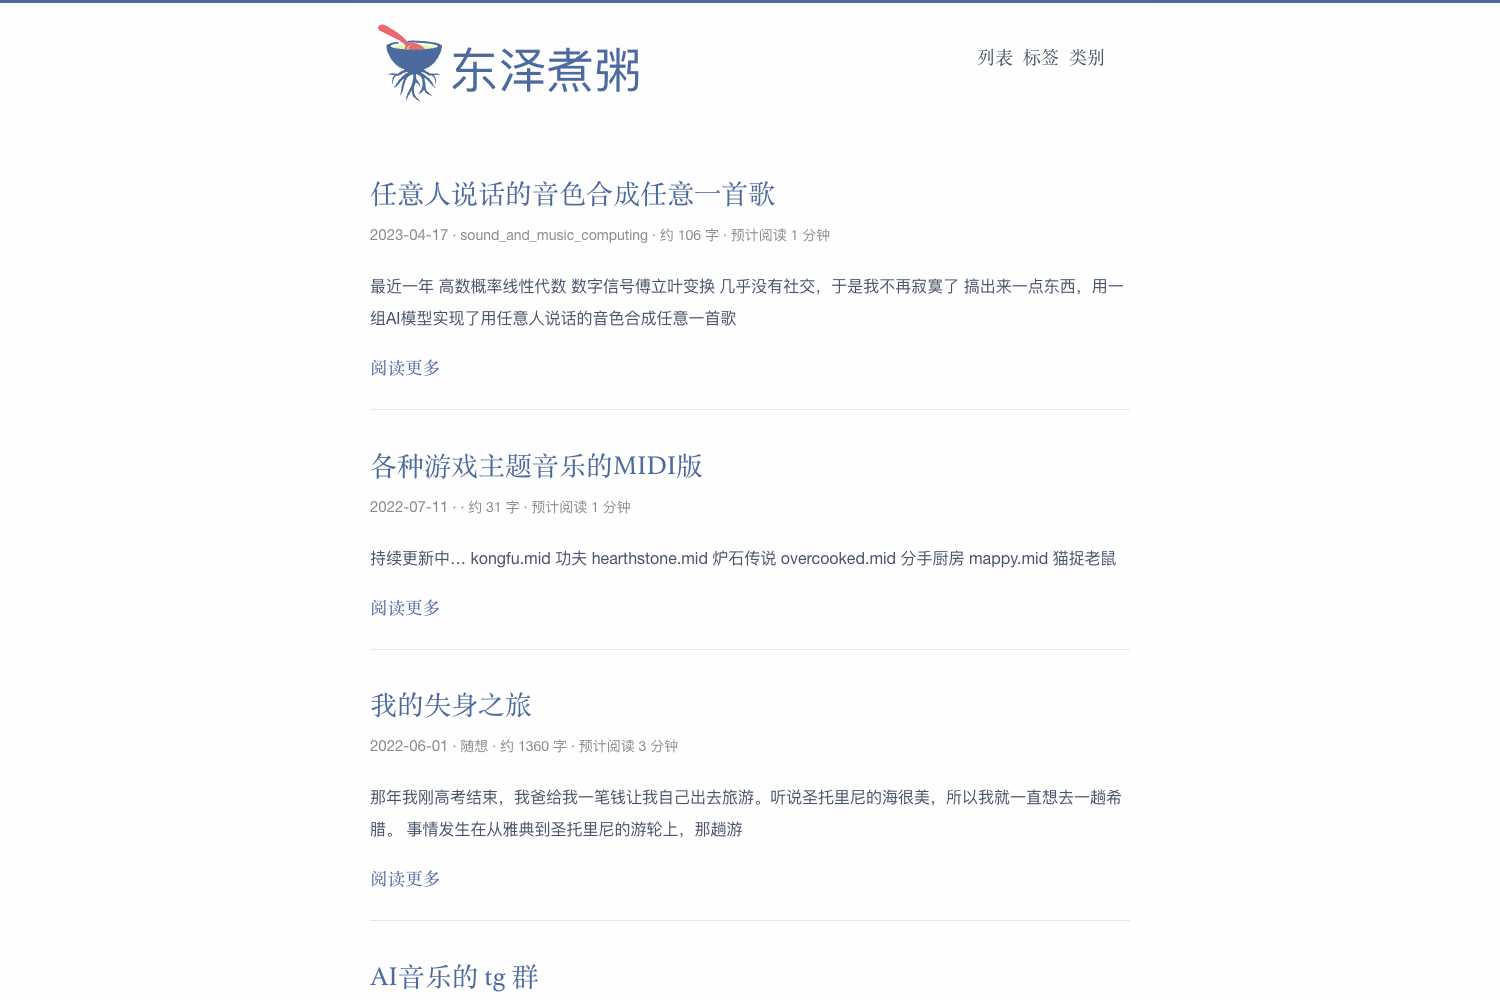 东泽煮粥
列表 标签 类别
任意人说话的音色合成任意一首歌
2023-04-17 · sound_and_music_computing · 约 106 字 · 预计阅读 1 分钟
最近一年 高数概率线性代数 数字信号傅立叶变换 几乎没有社交，于是我不再寂寞了 搞出来一点东西，用一
组AI模型实现了用任意人说话的音色合成任意一首歌
阅读更多
各种游戏主题音乐的MIDI版
2022-07-11 · · 约 31 字 · 预计阅读 1 分钟
持续更新中… kongfu.mid 功夫 hearthstone.mid 炉石传说 overcooked.mid 分手厨房 mappy.mid 猫捉老鼠
阅读更多
我的失身之旅
2022-06-01 · 随想 · 约 1360 字 · 预计阅读 3 分钟
那年我刚高考结束，我爸给我一笔钱让我自己出去旅游。听说圣托里尼的海很美，所以我就一直想去一趟希
腊。 事情发生在从雅典到圣托里尼的游轮上，那趟游
阅读更多
AI音乐的 tg 群